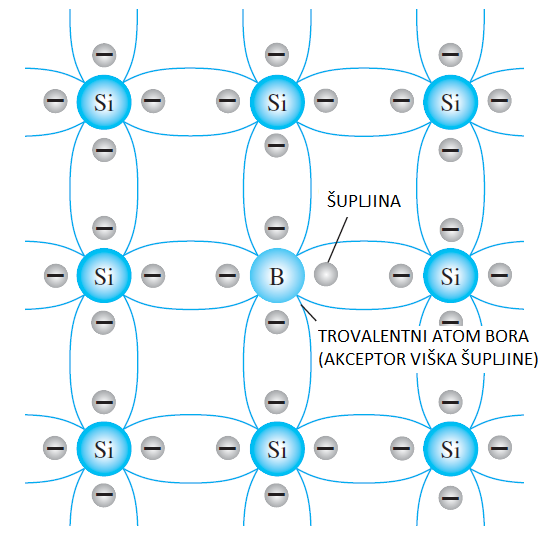 Si Si Si
ŠUPLJINA
Si B Si
TROVALENTNI ATOM BORA
(AKCEPTOR VIŠKA ŠUPLJINE)
Si Si Si